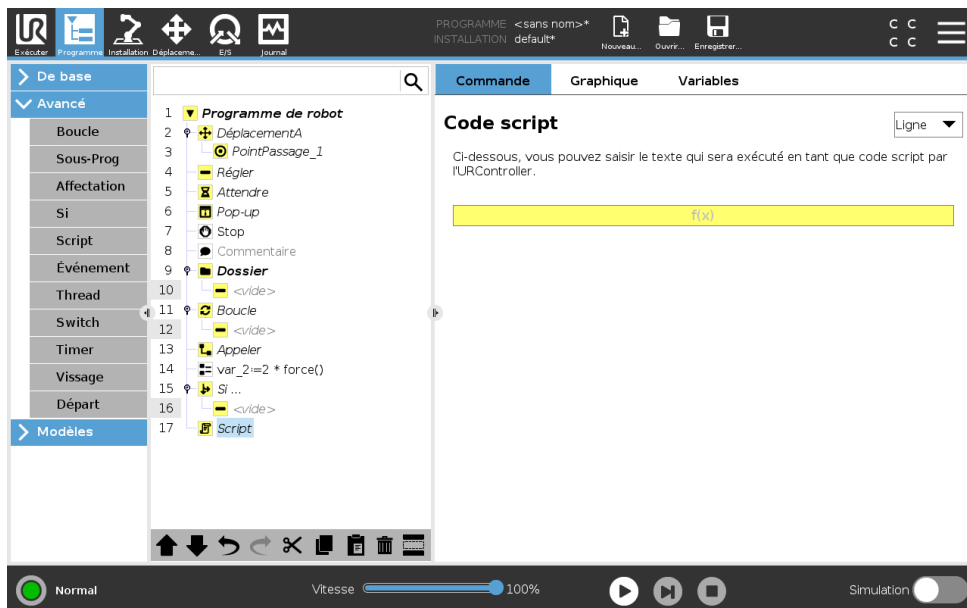 PROGRAMME <sans nom>*
INSTALLATION default*
C C
C C
Exécuter Programme Installation Déplaceme... E/S Journal Nouveau... Ouvrir... Enregistrer...
De base
Avancé
Boucle
Sous-Prog
Affectation
Si
Script
Événement
Thread
Switch
Timer
Vissage
Départ
Modèles
1 Programme de robot
2 DéplacementA
3 PointPassage_1
4 Régler
5 Attendre
6 Pop-up
7 Stop
8 Commentaire
9 Dossier
10 <vide>
11 Boucle
12 <vide>
13 Appeler
14 var_2:=2 * force()
15 Si ...
16 <vide>
17 Script
Commande Graphique Variables
Code script
Ligne
Ci-dessous, vous pouvez saisir le texte qui sera exécuté en tant que code script par
l'URController.
f(x)
Normal
Vitesse 100%
Simulation